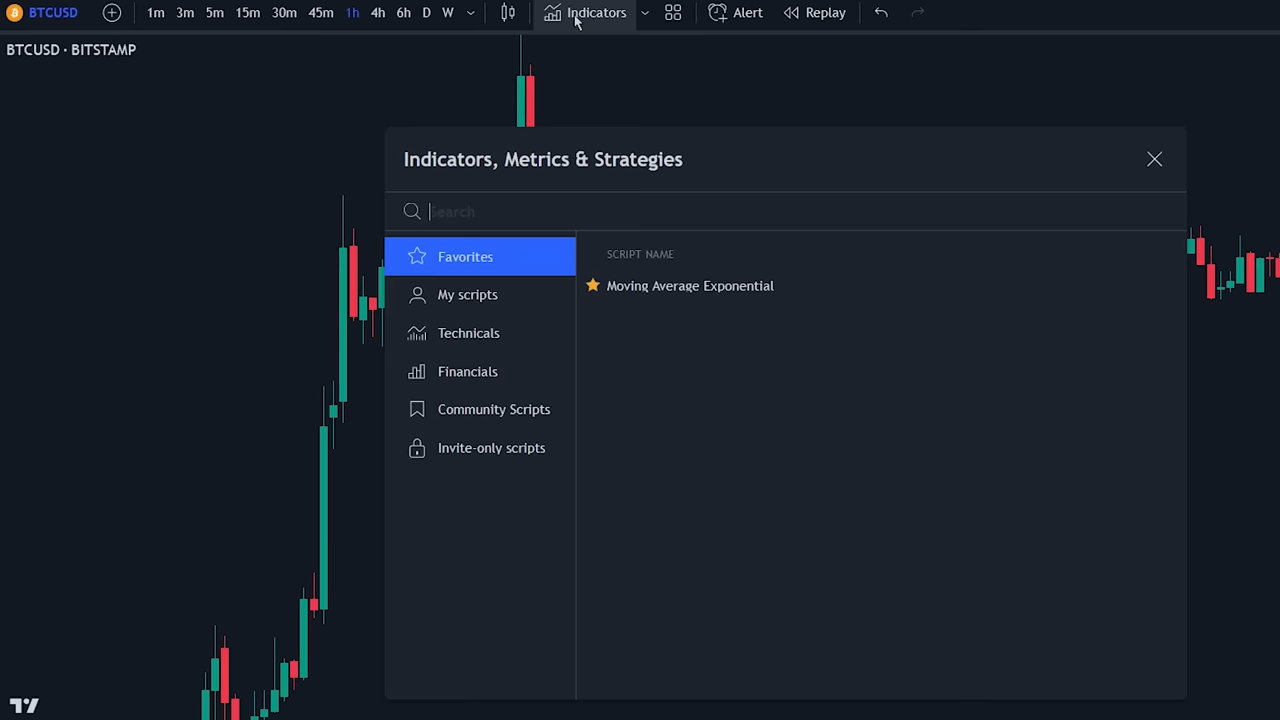 BTCUSD 1m 3m 5m 15m 30m 45m 1h 4h 6h D W Indicators Alert Replay
BTCUSD · BITSTAMP
Indicators, Metrics & Strategies
Search
Favorites
My scripts
Technicals
Financials
Community Scripts
Invite-only scripts
SCRIPT NAME
Moving Average Exponential